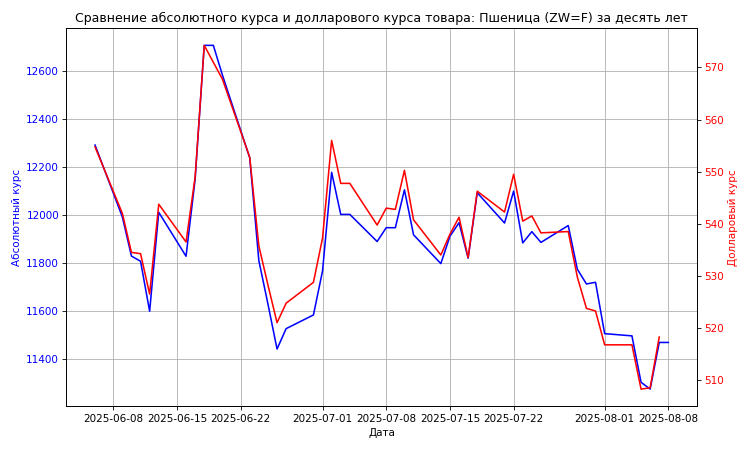 Сравнение абсолютного курса и долларового курса товара: Пшеница (ZW=F) за десять лет
12600
12400
12200
12000
11800
11600
11400
Абсолютный курс
570
560
550
540
530
520
510
Долларовый курс
2025-06-08 2025-06-15 2025-06-22 2025-07-01 2025-07-08 2025-07-15 2025-07-22 2025-08-01 2025-08-08
Дата